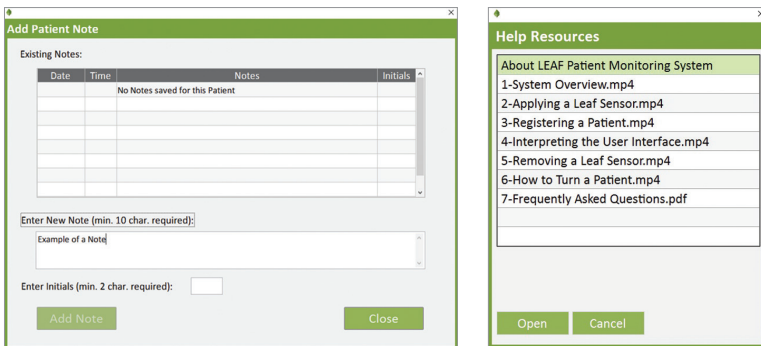 Add Patient Note
Existing Notes:
Date Time Notes Initials
No Notes saved for this Patient
Enter New Note (min. 10 char. required):
Example of a Note
Enter Initials (min. 2 char. required):
Add Note
Close
Help Resources
About LEAF Patient Monitoring System
1-System Overview.mp4
2-Applying a Leaf Sensor.mp4
3-Registering a Patient.mp4
4-Interpreting the User Interface.mp4
5-Removing a Leaf Sensor.mp4
6-How to Turn a Patient.mp4
7-Frequently Asked Questions.pdf
Open Cancel